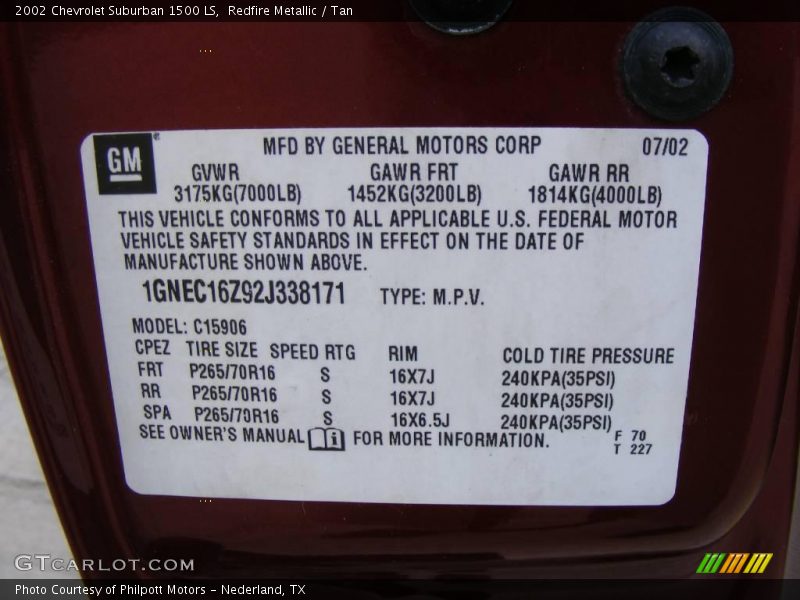 2002 Chevrolet Suburban 1500 LS,  Redfire Metallic / Tan
GM® MFD BY GENERAL MOTORS CORP 07/02
GVWR GAWR FRT GAWR RR
3175KG(7000LB) 1452KG(3200LB) 1814KG(4000LB)
THIS VEHICLE CONFORMS TO ALL APPLICABLE U.S. FEDERAL MOTOR
VEHICLE SAFETY STANDARDS IN EFFECT ON THE DATE OF
MANUFACTURE SHOWN ABOVE.
1GNEC16Z92J338171 TYPE: M.P.V.
MODEL: C15906
CPEZ TIRE SIZE SPEED RTG RIM COLD TIRE PRESSURE
FRT P265/70R16 S 16X7J 240KPA(35PSI)
RR P265/70R16 S 16X7J 240KPA(35PSI)
SPA P265/70R16 S 16X6.5J 240KPA(35PSI)
SEE OWNER'S MANUAL i FOR MORE INFORMATION. F 70
T 227
GTCARLOT.COM
Photo Courtesy of Philpott Motors - Nederland, TX